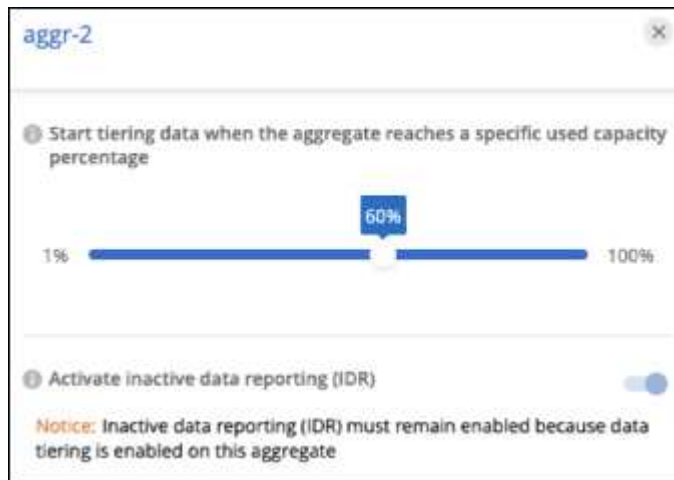 aggr-2
Start tiering data when the aggregate reaches a specific used capacity
percentage
60%
1%
100%
Activate inactive data reporting (IDR)
Notice: Inactive data reporting (IDR) must remain enabled because data
tiering is enabled on this aggregate